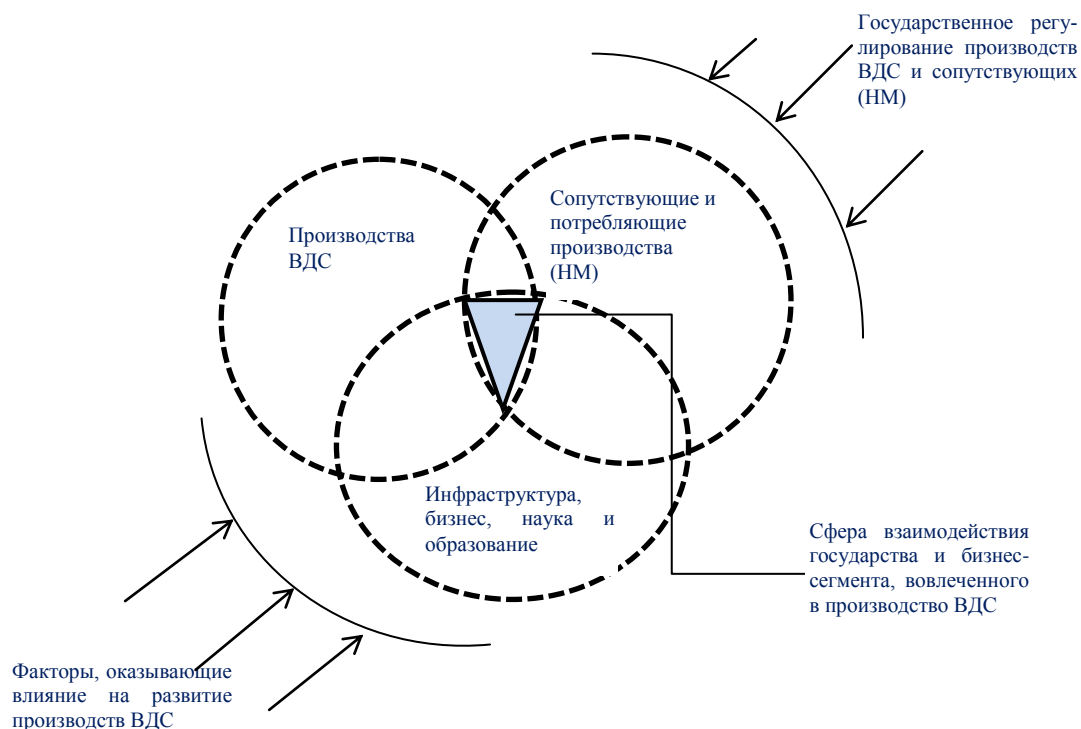 Государственное регу-
лирование производств
ВДС и сопутствующих
(НМ)
Сопутствующие и
потребляющие
производства
(НМ)
Производства
ВДС
Инфраструктура,
бизнес, наука и
образование
Сфера взаимодействия
государства и бизнес-
сегмента, вовлеченного
в производство ВДС
Факторы, оказывающие
влияние на развитие
производств ВДС